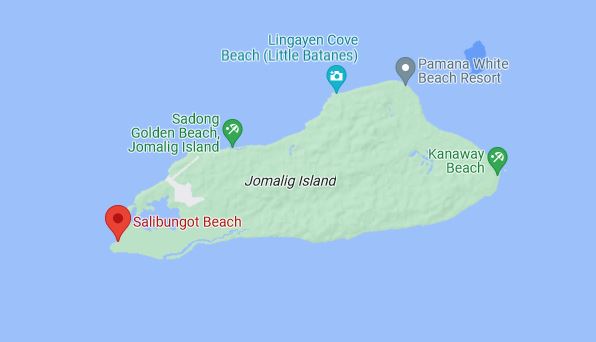 Lingayen Cove
Beach (Little Batanes)
Pamana White
Beach Resort
Sadong
Golden Beach,
Jomalig Island
Kanaway
Beach
Jomalig Island
Salibungot Beach